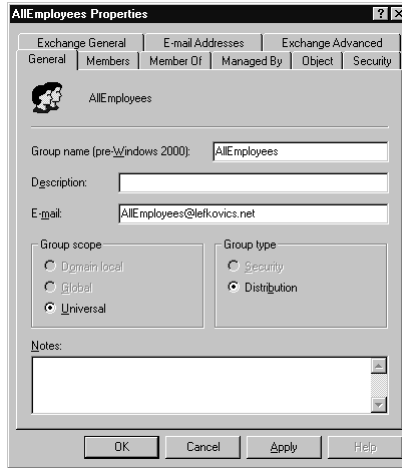 AllEmployees Properties
Exchange General E-mail Addresses Exchange Advanced
General Members Member Of Managed By Object Security
AllEmployees
Group name (pre-Windows 2000): AllEmployees
Description:
E-mail: AllEmployees@lefkovics.net
Group scope Group type
Domain local Security
Global Distribution
Universal
Notes:
OK Cancel Apply Help